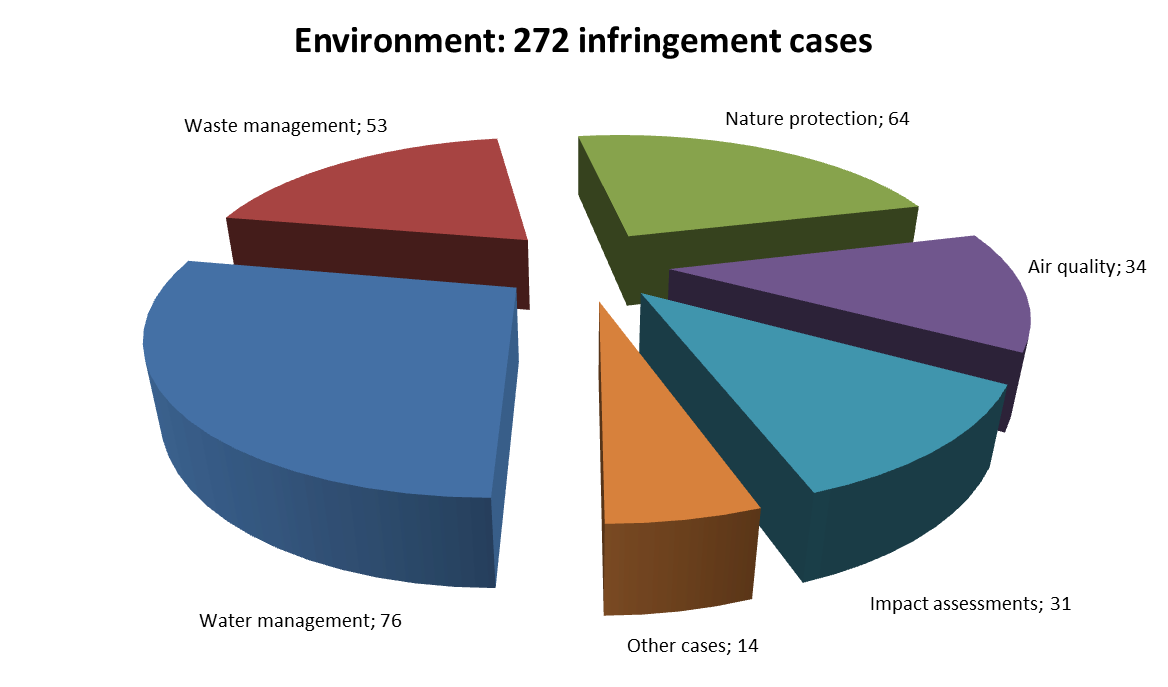 Environment: 272 infringement cases
Waste management; 53
Nature protection; 64
Air quality; 34
Impact assessments; 31
Water management; 76
Other cases; 14